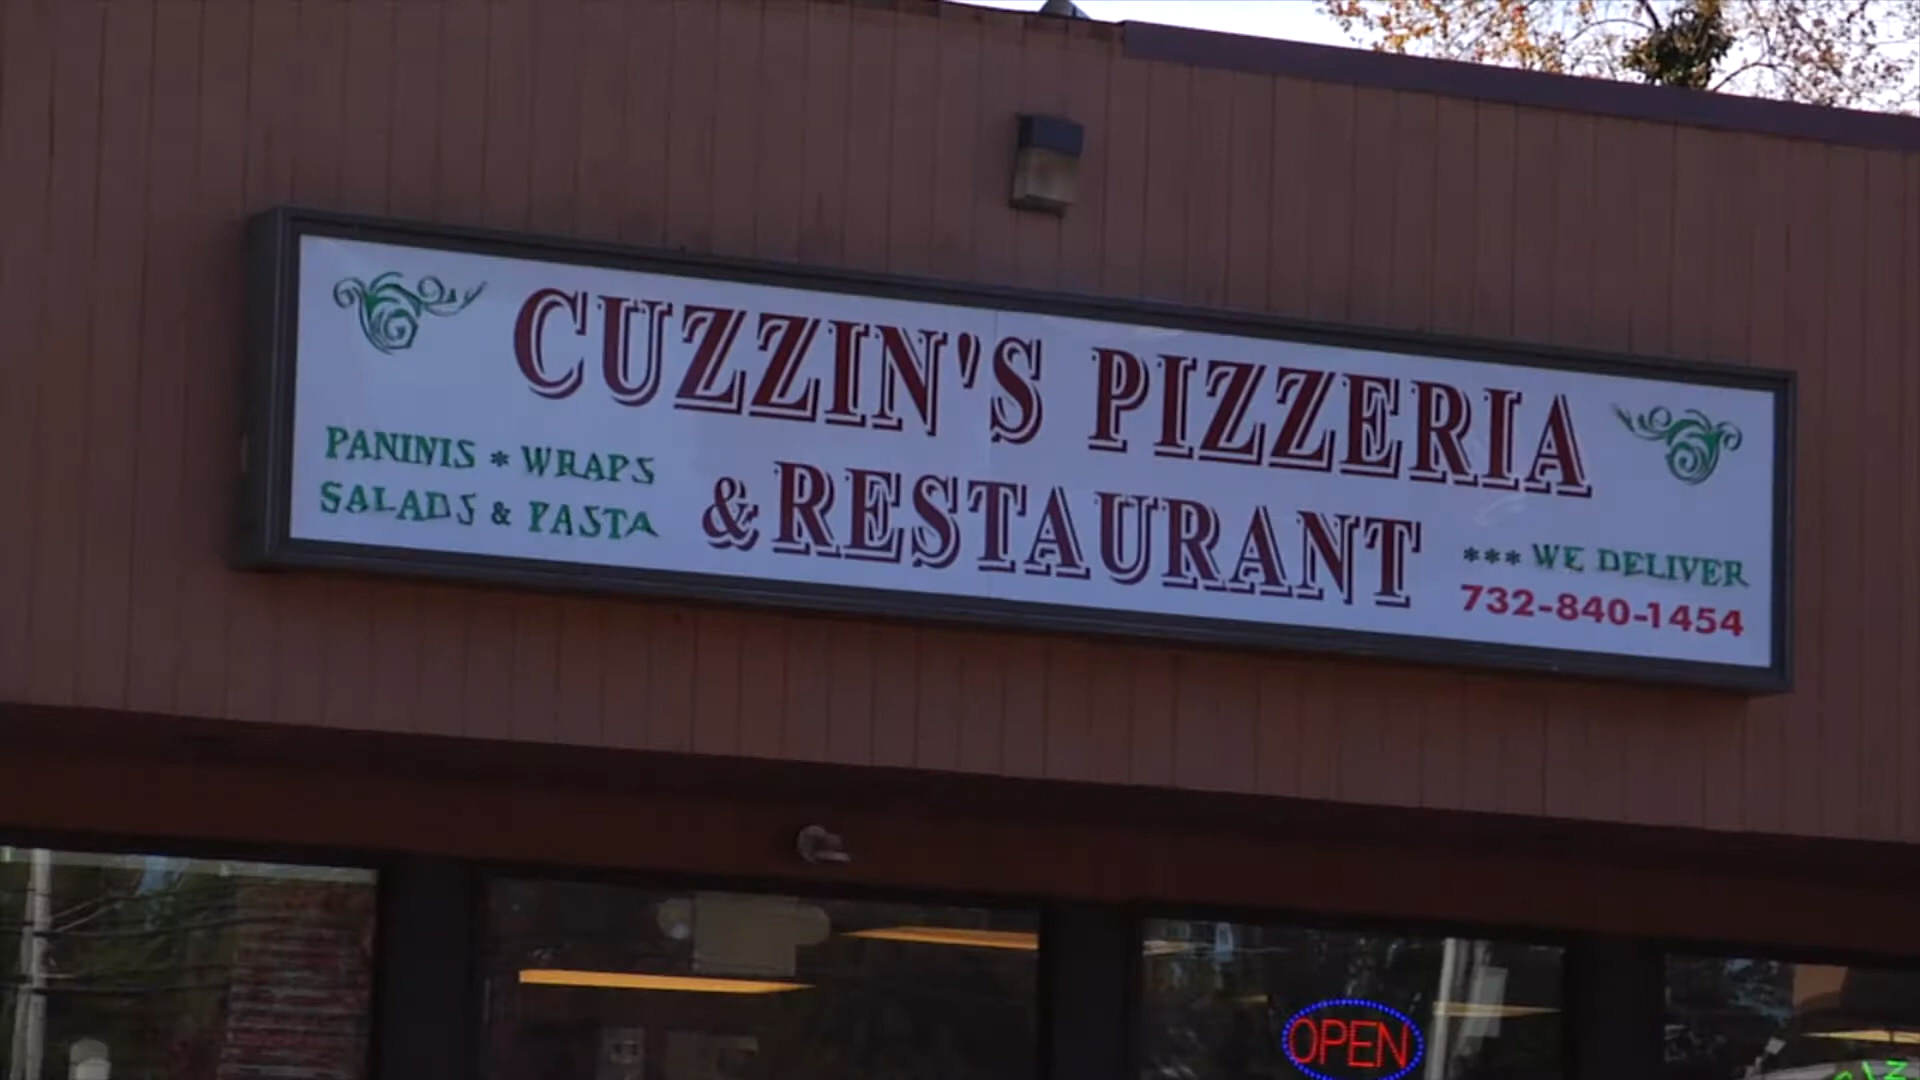 CUZZIN'S PIZZERIA
& RESTAURANT
PANINIS * WRAPS
SALADS & PASTA
*** WE DELIVER
732-840-1454
OPEN